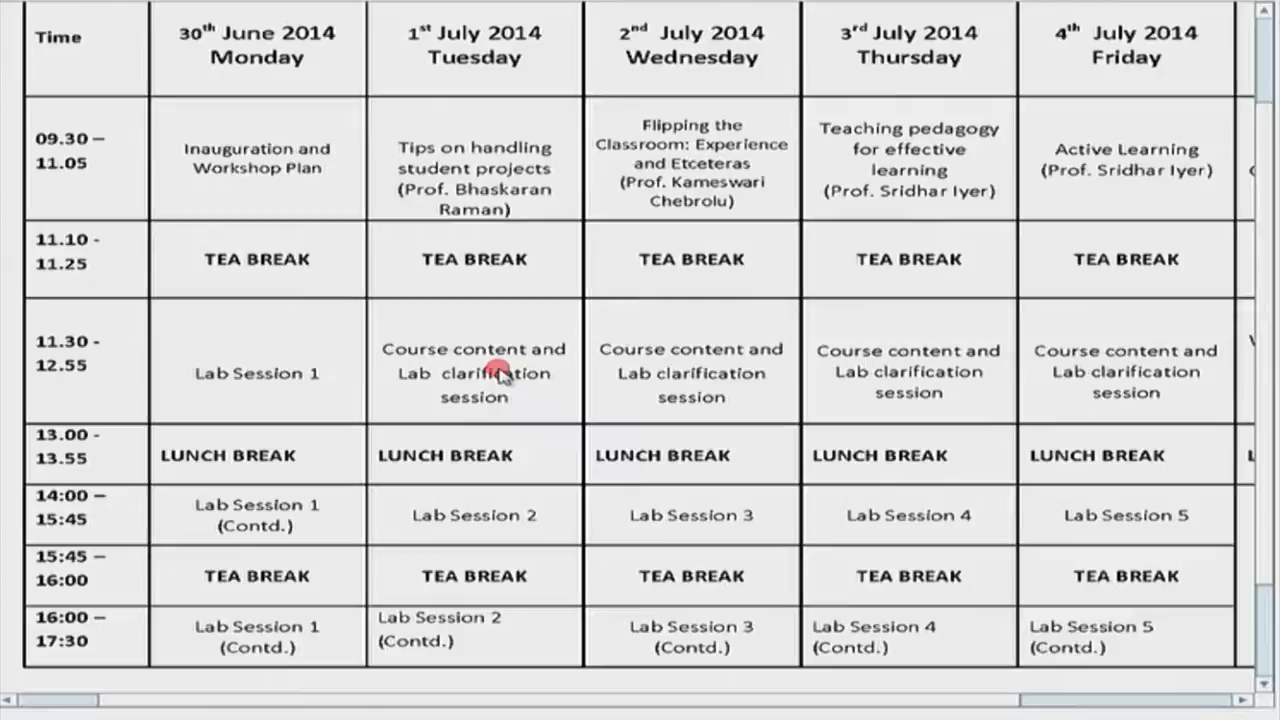 Time
30th June 2014
Monday
1st July 2014
Tuesday
2nd July 2014
Wednesday
3rd July 2014
Thursday
4th July 2014
Friday
09.30 –
11.05
Inauguration and
Workshop Plan
Tips on handling
student projects
(Prof. Bhaskaran
Raman)
Flipping the
Classroom: Experience
and Etceteras
(Prof. Kameswari
Chebrolu)
Teaching pedagogy
for effective
learning
(Prof. Sridhar Iyer)
Active Learning
(Prof. Sridhar Iyer)
11.10 -
11.25
TEA BREAK
TEA BREAK
TEA BREAK
TEA BREAK
TEA BREAK
11.30 -
12.55
Lab Session 1
Course content and
Lab clarification
session
Course content and
Lab clarification
session
Course content and
Lab clarification
session
Course content and
Lab clarification
session
13.00 -
13.55
LUNCH BREAK
LUNCH BREAK
LUNCH BREAK
LUNCH BREAK
LUNCH BREAK
14:00 –
15:45
Lab Session 1
(Contd.)
Lab Session 2
Lab Session 3
Lab Session 4
Lab Session 5
15:45 –
16:00
TEA BREAK
TEA BREAK
TEA BREAK
TEA BREAK
TEA BREAK
16:00 –
17:30
Lab Session 1
(Contd.)
Lab Session 2
(Contd.)
Lab Session 3
(Contd.)
Lab Session 4
(Contd.)
Lab Session 5
(Contd.)